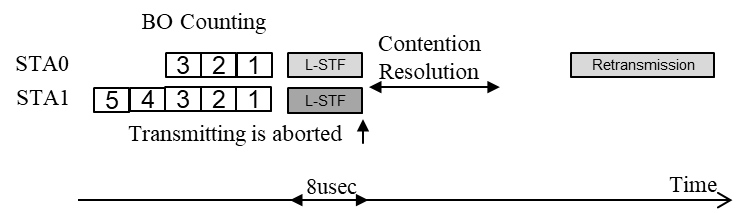 BO Counting
STA0 3 2 1 L-STF Contention Resolution Retransmission
STA1 5 4 3 2 1 L-STF
Transmitting is aborted
8usec Time